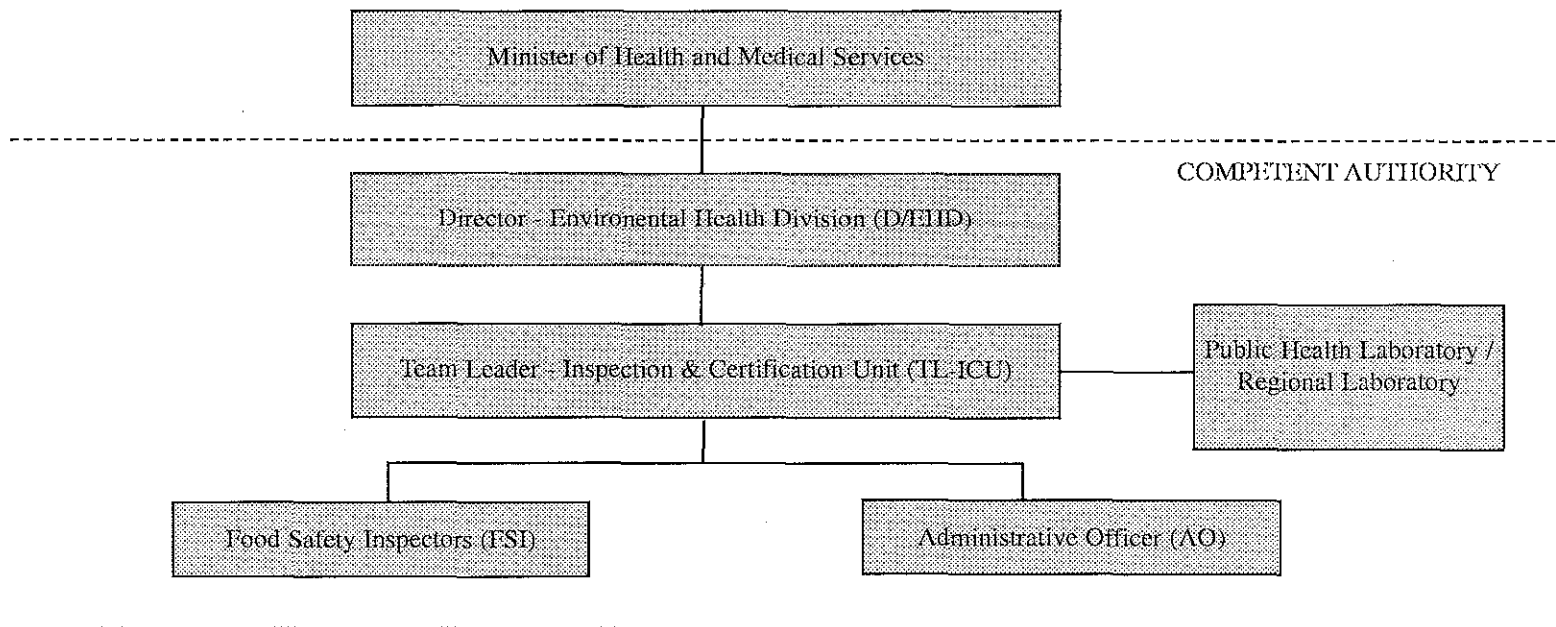 Minister of Health and Medical Services
COMPETENT AUTHORITY
Director - Environental Health Division (D/EHD)
Team Leader - Inspection & Certification Unit (TL-ICU)
Public Health Laboratory /
Regional Laboratory
Food Safety Inspectors (FSI)
Administrative Officer (AO)